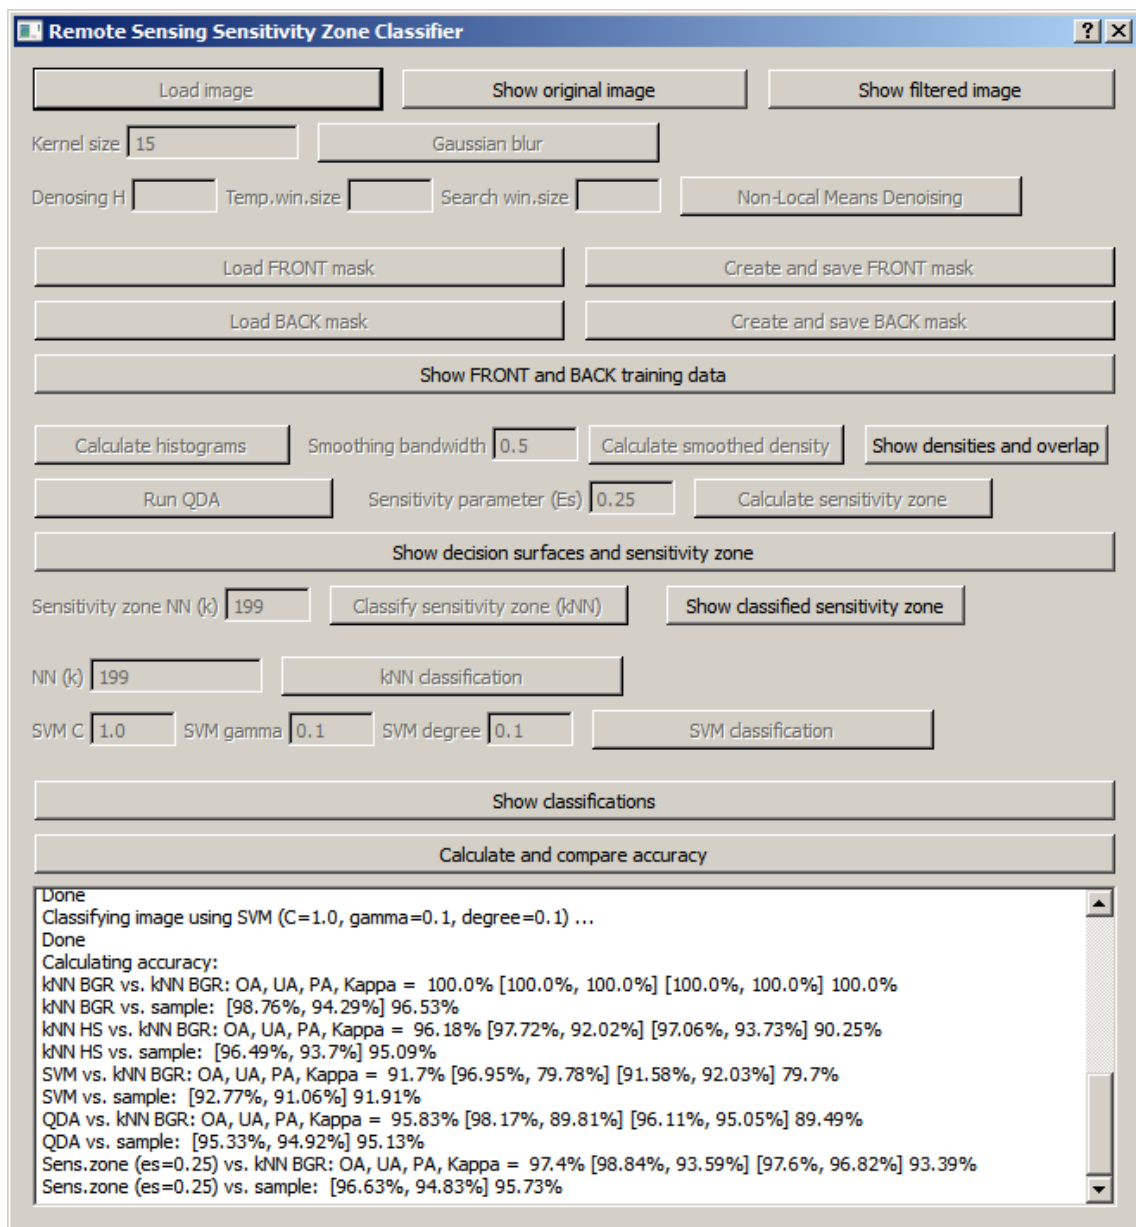 Remote Sensing Sensitivity Zone Classifier
Load image Show original image Show filtered image
Kernel size 15 Gaussian blur
Denosing H Temp.win.size Search win.size Non-Local Means Denoising
Load FRONT mask Create and save FRONT mask
Load BACK mask Create and save BACK mask
Show FRONT and BACK training data
Calculate histograms Smoothing bandwidth 0.5 Calculate smoothed density Show densities and overlap
Run QDA Sensitivity parameter (Es) 0.25 Calculate sensitivity zone
Show decision surfaces and sensitivity zone
Sensitivity zone NN (k) 199 Classify sensitivity zone (kNN) Show classified sensitivity zone
NN (k) 199 kNN classification
SVM C 1.0 SVM gamma 0.1 SVM degree 0.1 SVM classification
Show classifications
Calculate and compare accuracy
Done
Classifying image using SVM (C=1.0, gamma=0.1, degree=0.1) ...
Done
Calculating accuracy:
kNN BGR vs. kNN BGR: OA, UA, PA, Kappa = 100.0% [100.0%, 100.0%] [100.0%, 100.0%] 100.0%
kNN BGR vs. sample: [98.76%, 94.29%] 96.53%
kNN HS vs. kNN BGR: OA, UA, PA, Kappa = 96.18% [97.72%, 92.02%] [97.06%, 93.73%] 90.25%
kNN HS vs. sample: [96.49%, 93.7%] 95.09%
SVM vs. kNN BGR: OA, UA, PA, Kappa = 91.7% [96.95%, 79.78%] [91.58%, 92.03%] 79.7%
SVM vs. sample: [92.77%, 91.06%] 91.91%
QDA vs. kNN BGR: OA, UA, PA, Kappa = 95.83% [98.17%, 89.81%] [96.11%, 95.05%] 89.49%
QDA vs. sample: [95.33%, 94.92%] 95.13%
Sens.zone (es=0.25) vs. kNN BGR: OA, UA, PA, Kappa = 97.4% [98.84%, 93.59%] [97.6%, 96.82%] 93.39%
Sens.zone (es=0.25) vs. sample: [96.63%, 94.83%] 95.73%